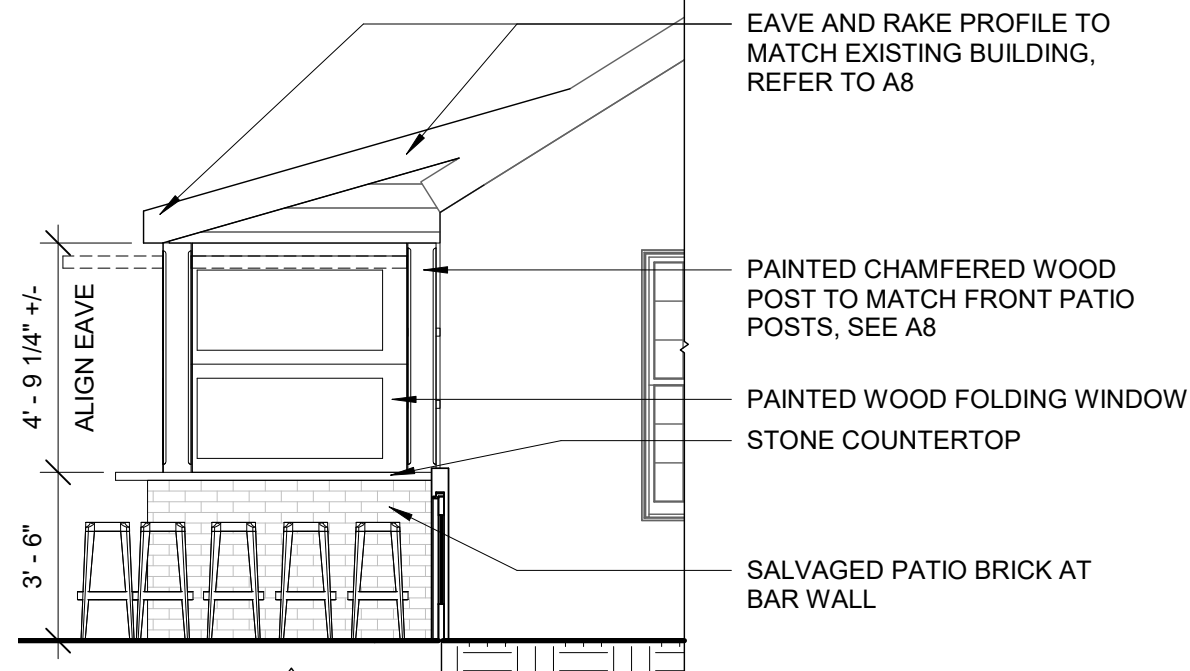 EAVE AND RAKE PROFILE TO
MATCH EXISTING BUILDING,
REFER TO A8
PAINTED CHAMFERED WOOD
POST TO MATCH FRONT PATIO
POSTS, SEE A8
PAINTED WOOD FOLDING WINDOW
STONE COUNTERTOP
SALVAGED PATIO BRICK AT
BAR WALL
4' - 9 1/4" +/-
ALIGN EAVE
3' - 6"